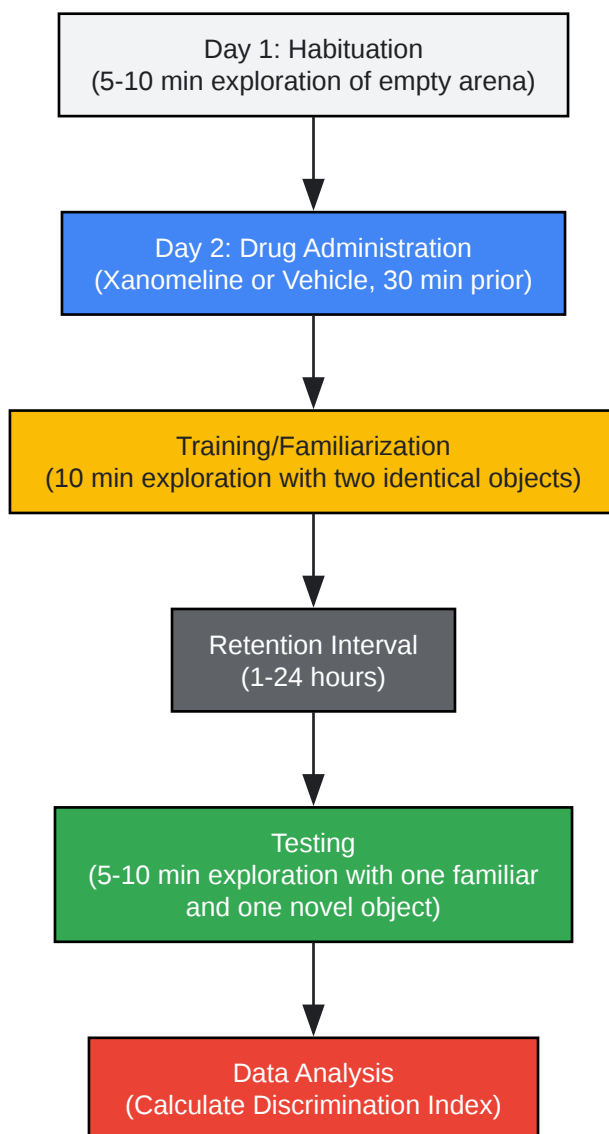 Day 1: Habituation
(5-10 min exploration of empty arena)
Day 2: Drug Administration
(Xanomeline or Vehicle, 30 min prior)
Training/Familiarization
(10 min exploration with two identical objects)
Retention Interval
(1-24 hours)
Testing
(5-10 min exploration with one familiar
and one novel object)
Data Analysis
(Calculate Discrimination Index)